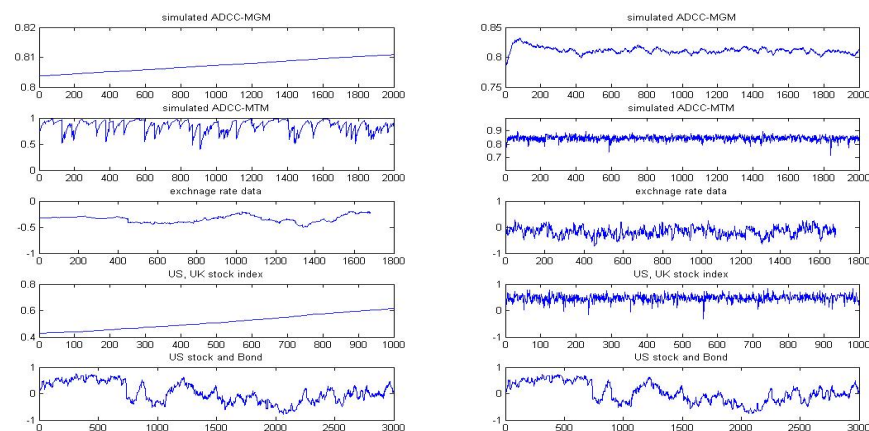 simulated ADCC-MGM
0.82
0.81
0.8
0 200 400 600 800 1000 1200 1400 1600 1800 2000
simulated ADCC-MTM
1
0.5
0
0 200 400 600 800 1000 1200 1400 1600 1800 2000
exchnage rate data
0
-0.5
-1
0 200 400 600 800 1000 1200 1400 1600 1800
US, UK stock index
0.8
0.6
0.4
0 100 200 300 400 500 600 700 800 900 1000
US stock and Bond
1
0
-1
0 500 1000 1500 2000 2500 3000
simulated ADCC-MGM
0.85
0.8
0.75
0 200 400 600 800 1000 1200 1400 1600 1800 2000
simulated ADCC-MTM
0.9
0.8
0.7
0 200 400 600 800 1000 1200 1400 1600 1800 2000
exchnage rate data
1
0
-1
0 200 400 600 800 1000 1200 1400 1600 1800
US, UK stock index
1
0
-1
0 100 200 300 400 500 600 700 800 900 1000
US stock and Bond
1
0
-1
0 500 1000 1500 2000 2500 3000